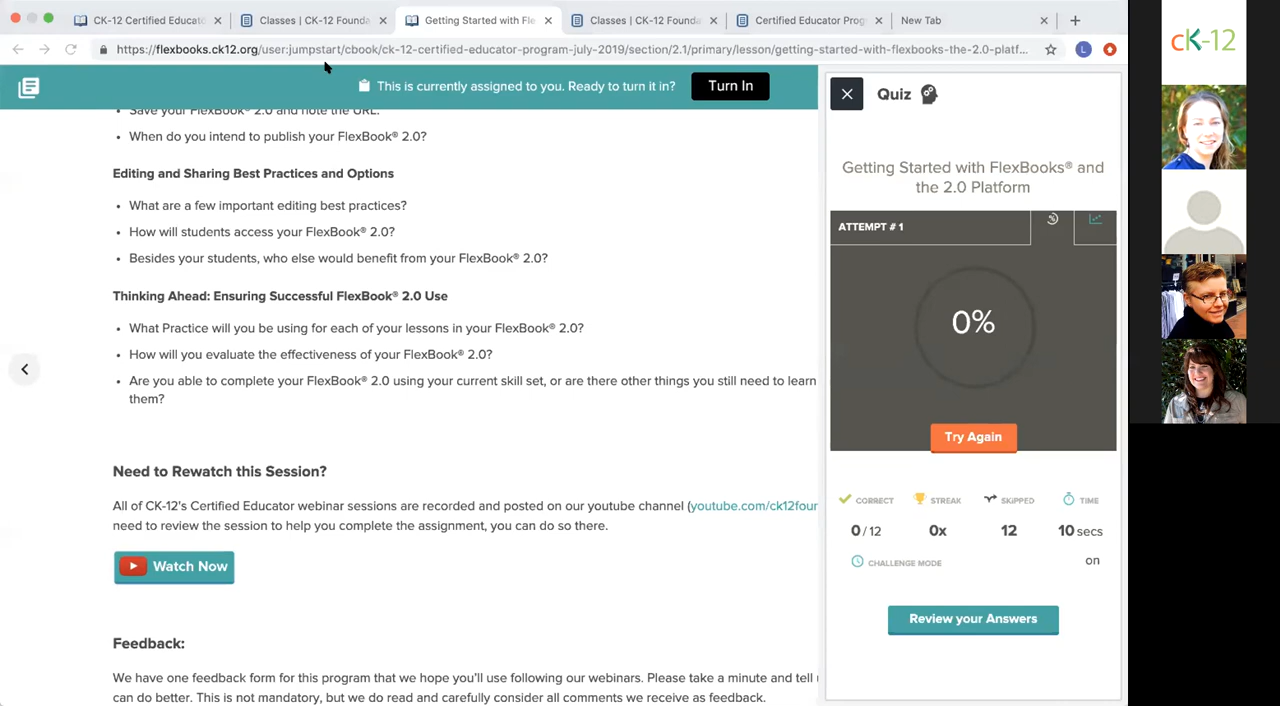 CK-12 Certified Educato
Classes | CK-12 Founda
Getting Started with Fle
Classes | CK-12 Founda
Certified Educator Prog
New Tab
https://flexbooks.ck12.org/user:jumpstart/cbook/ck-12-certified-educator-program-july-2019/section/2.1/primary/lesson/getting-started-with-flexbooks-the-2.0-platf...
L
cK-12
This is currently assigned to you. Ready to turn it in?
Turn In
Save your FlexBook® 2.0 and note the URL.
• When do you intend to publish your FlexBook® 2.0?
Editing and Sharing Best Practices and Options
• What are a few important editing best practices?
• How will students access your FlexBook® 2.0?
• Besides your students, who else would benefit from your FlexBook® 2.0?
Thinking Ahead: Ensuring Successful FlexBook® 2.0 Use
• What Practice will you be using for each of your lessons in your FlexBook® 2.0?
• How will you evaluate the effectiveness of your FlexBook® 2.0?
• Are you able to complete your FlexBook® 2.0 using your current skill set, or are there other things you still need to learn
them?
Need to Rewatch this Session?
All of CK-12's Certified Educator webinar sessions are recorded and posted on our youtube channel (youtube.com/ck12four
need to review the session to help you complete the assignment, you can do so there.
Watch Now
Feedback:
We have one feedback form for this program that we hope you'll use following our webinars. Please take a minute and tell
can do better. This is not mandatory, but we do read and carefully consider all comments we receive as feedback.
Quiz
Getting Started with FlexBooks® and
the 2.0 Platform
ATTEMPT # 1
0%
Try Again
CORRECT STREAK SKIPPED TIME
0/12 0x 12 10 secs
CHALLENGE MODE on
Review your Answers